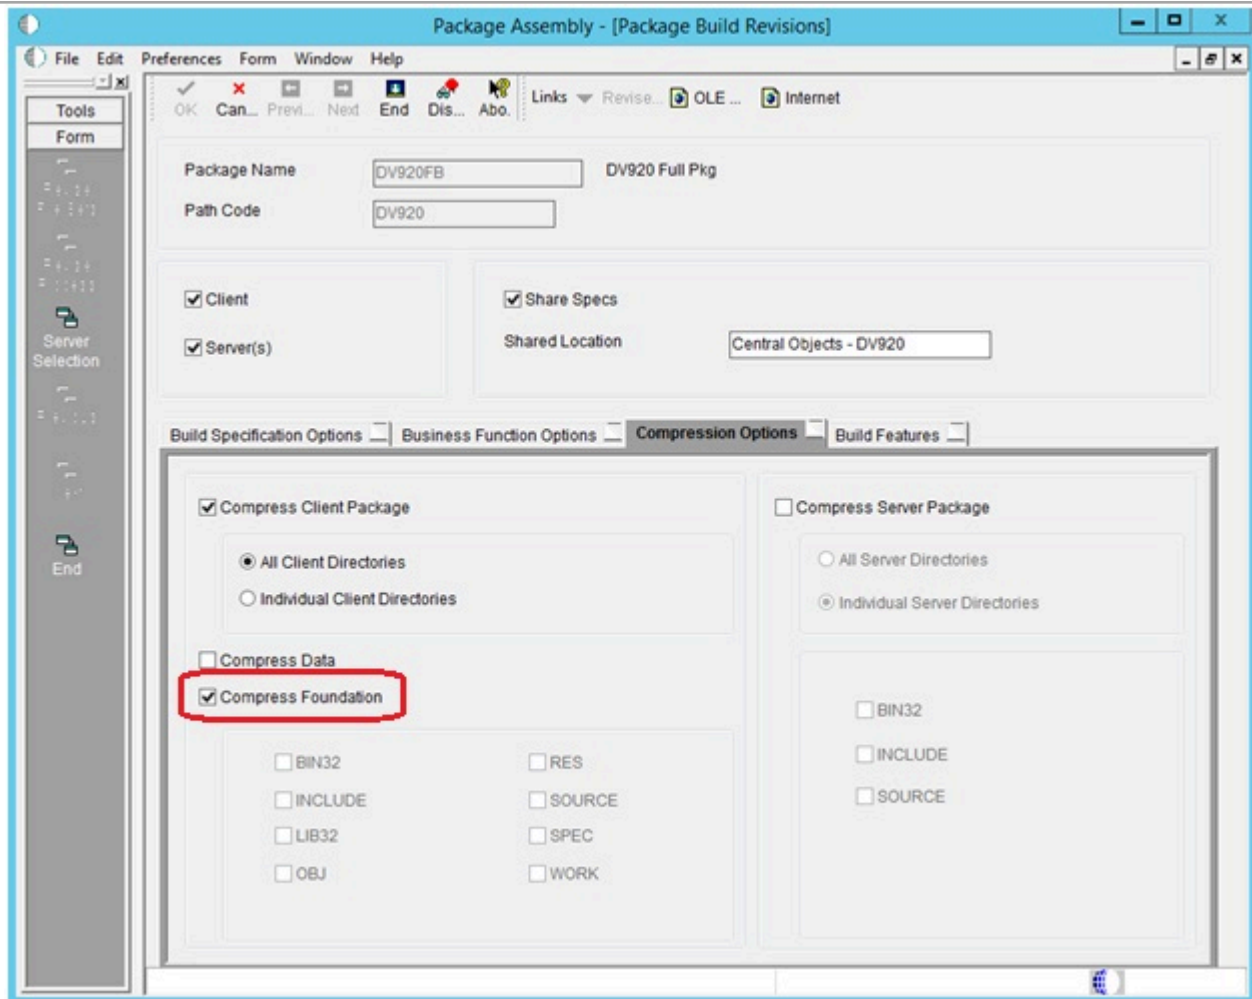 Package Assembly - [Package Build Revisions]
File Edit Preferences Form Window Help
OK Can... Previ... Next End Dis... Abo. Links Revise... OLE ... Internet
Tools
Form
Package Name DV920FB DV920 Full Pkg
Path Code DV920
Client Share Specs
Server(s) Shared Location Central Objects - DV920
Server
Selection
Build Specification Options Business Function Options Compression Options Build Features
Compress Client Package Compress Server Package
All Client Directories All Server Directories
Individual Client Directories Individual Server Directories
End
Compress Data
Compress Foundation
BIN32 RES BIN32
INCLUDE SOURCE INCLUDE
LIB32 SPEC SOURCE
OBJ WORK